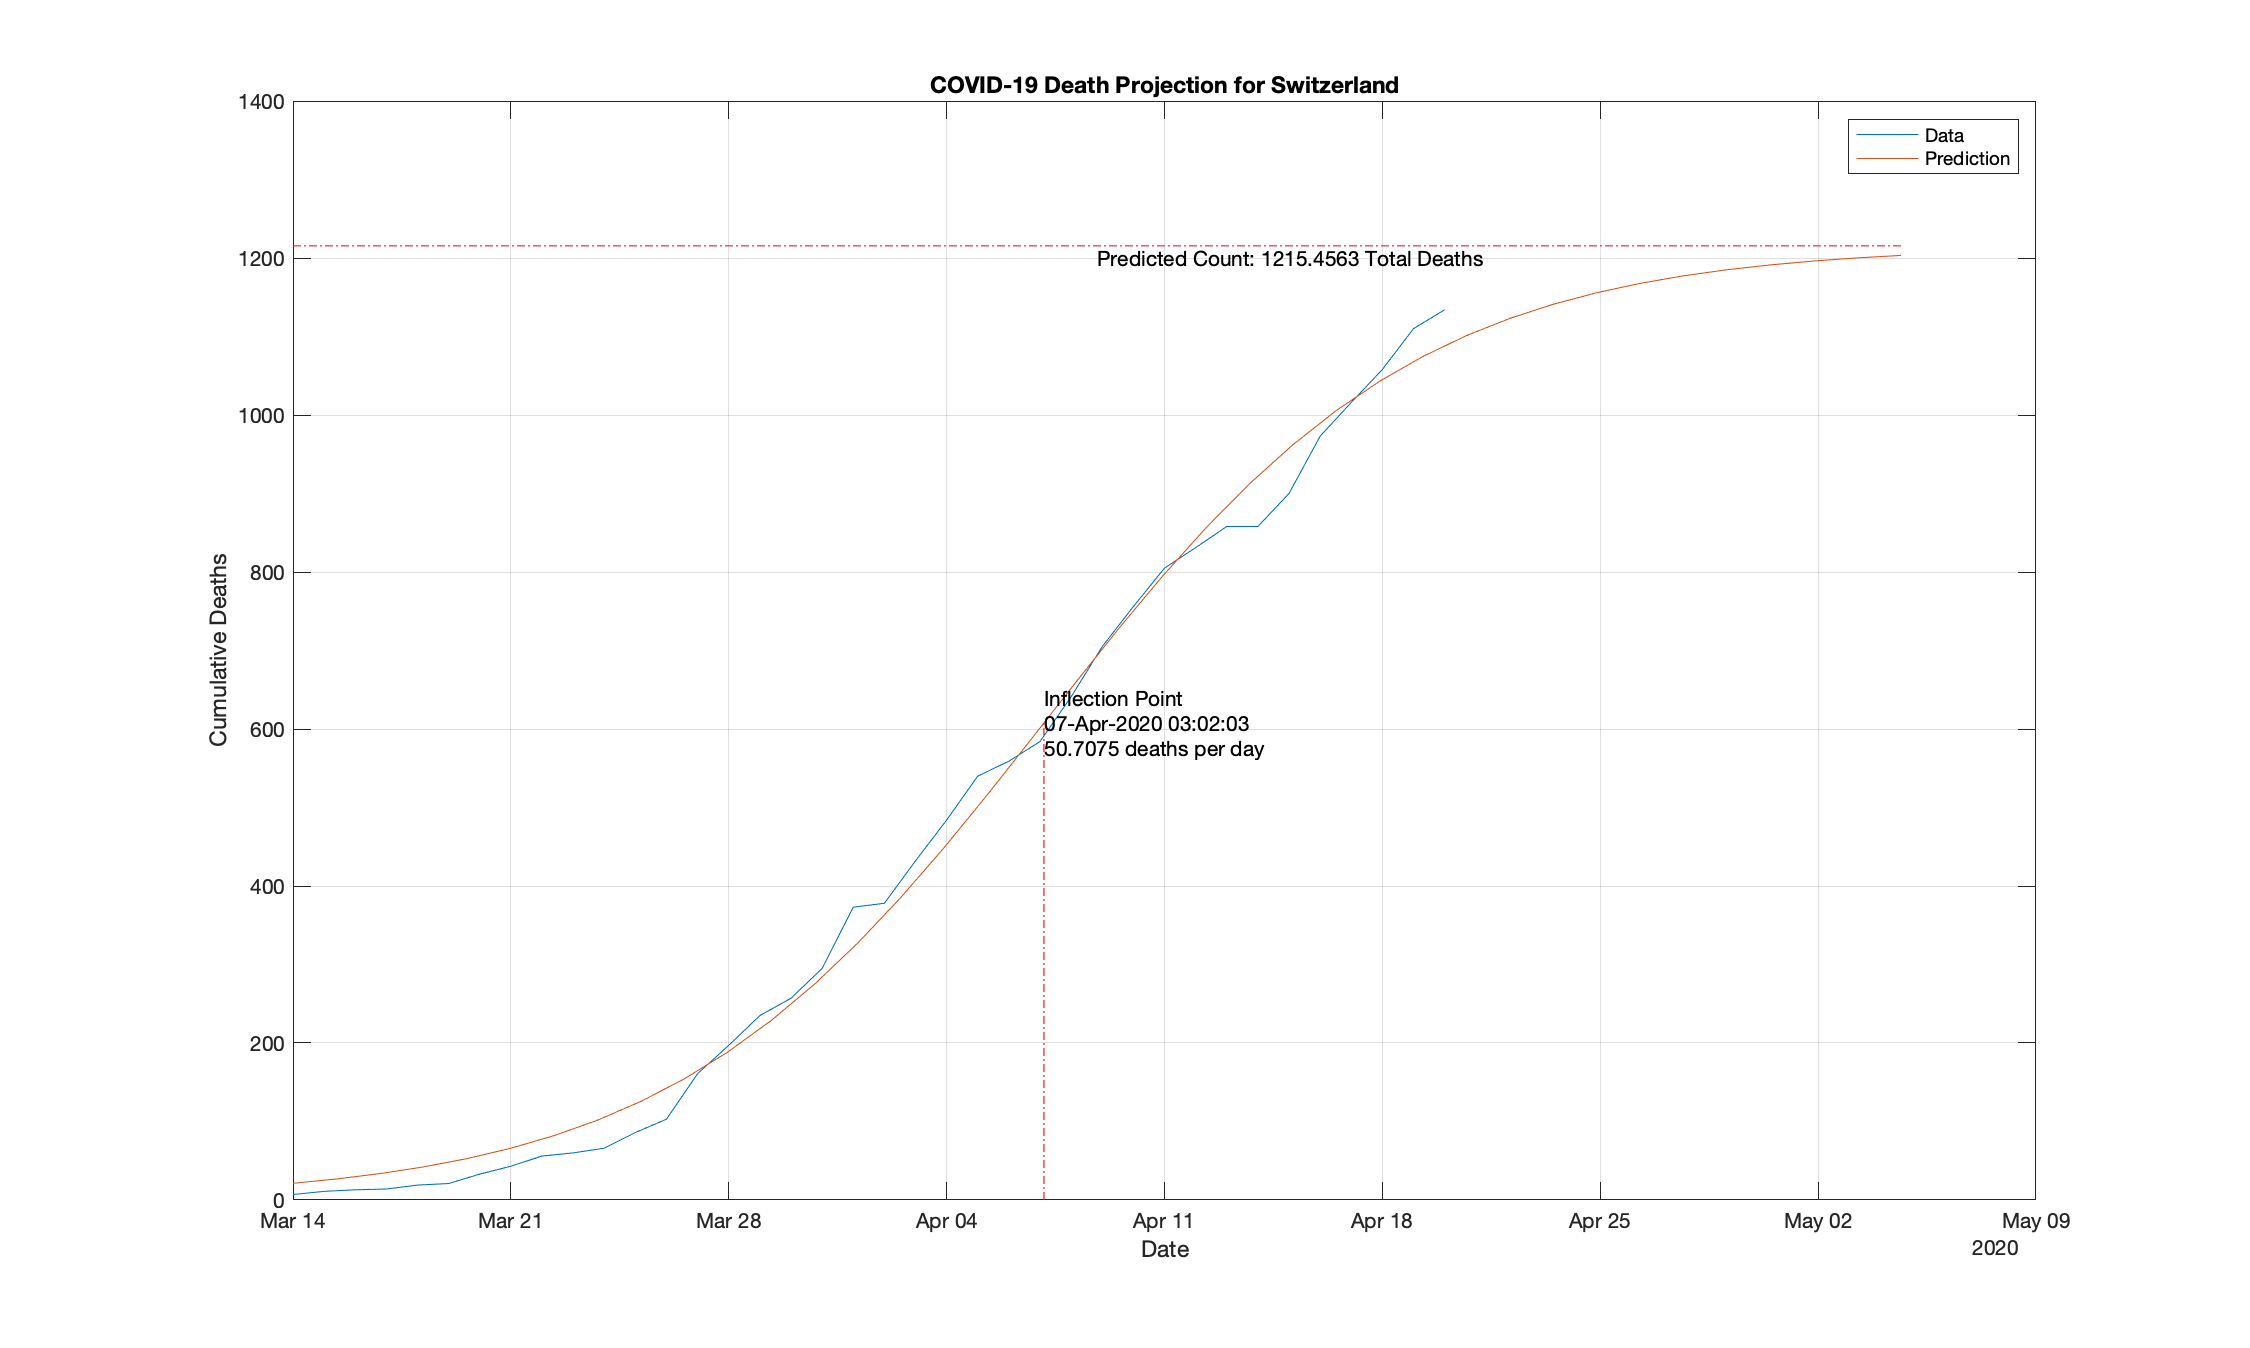 COVID-19 Death Projection for Switzerland
1400
Data
Prediction
1200
Predicted Count: 1215.4563 Total Deaths
1000
800
Cumulative Deaths
Inflection Point
600
07-Apr-2020 03:02:03
50.7075 deaths per day
400
200
0
Mar 14 Mar 21 Mar 28 Apr 04 Apr 11 Apr 18 Apr 25 May 02 May 09
Date
2020